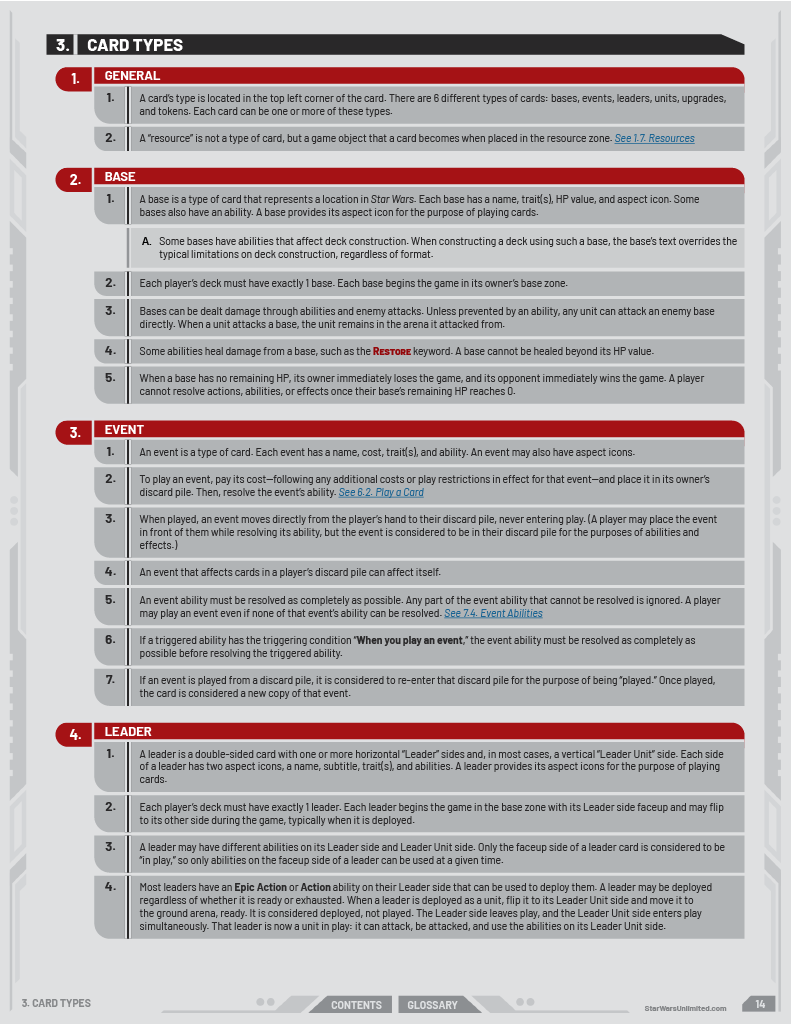 3. CARD TYPES
1. GENERAL
1. A card's type is located in the top left corner of the card. There are 6 different types of cards: bases, events, leaders, units, upgrades,
and tokens. Each card can be one or more of these types.
2. A "resource" is not a type of card, but a game object that a card becomes when placed in the resource zone. See 1.7. Resources
2. BASE
1. A base is a type of card that represents a location in Star Wars. Each base has a name, trait(s), HP value, and aspect icon. Some
bases also have an ability. A base provides its aspect icon for the purpose of playing cards.
A. Some bases have abilities that affect deck construction. When constructing a deck using such a base, the base's text overrides the
typical limitations on deck construction, regardless of format.
2. Each player's deck must have exactly 1 base. Each base begins the game in its owner's base zone.
3. Bases can be dealt damage through abilities and enemy attacks. Unless prevented by an ability, any unit can attack an enemy base
directly. When a unit attacks a base, the unit remains in the arena it attacked from.
4. Some abilities heal damage from a base, such as the RESTORE keyword. A base cannot be healed beyond its HP value.
5. When a base has no remaining HP, its owner immediately loses the game, and its opponent immediately wins the game. A player
cannot resolve actions, abilities, or effects once their base's remaining HP reaches 0.
3. EVENT
1. An event is a type of card. Each event has a name, cost, trait(s), and ability. An event may also have aspect icons.
2. To play an event, pay its cost—following any additional costs or play restrictions in effect for that event—and place it in its owner's
discard pile. Then, resolve the event's ability. See 6.2. Play a Card
3. When played, an event moves directly from the player's hand to their discard pile, never entering play. (A player may place the event
in front of them while resolving its ability, but the event is considered to be in their discard pile for the purposes of abilities and
effects.)
4. An event that affects cards in a player's discard pile can affect itself.
5. An event ability must be resolved as completely as possible. Any part of the event ability that cannot be resolved is ignored. A player
may play an event even if none of that event's ability can be resolved. See 7.4. Event Abilities
6. If a triggered ability has the triggering condition "When you play an event," the event ability must be resolved as completely as
possible before resolving the triggered ability.
7. If an event is played from a discard pile, it is considered to re-enter that discard pile for the purpose of being "played." Once played,
the card is considered a new copy of that event.
4. LEADER
1. A leader is a double-sided card with one or more horizontal "Leader" sides and, in most cases, a vertical "Leader Unit" side. Each side
of a leader has two aspect icons, a name, subtitle, trait(s), and abilities. A leader provides its aspect icons for the purpose of playing
cards.
2. Each player's deck must have exactly 1 leader. Each leader begins the game in the base zone with its Leader side faceup and may flip
to its other side during the game, typically when it is deployed.
3. A leader may have different abilities on its Leader side and Leader Unit side. Only the faceup side of a leader card is considered to be
"in play," so only abilities on the faceup side of a leader can be used at a given time.
4. Most leaders have an Epic Action or Action ability on their Leader side that can be used to deploy them. A leader may be deployed
regardless of whether it is ready or exhausted. When a leader is deployed as a unit, flip it to its Leader Unit side and move it to
the ground arena, ready. It is considered deployed, not played. The Leader side leaves play, and the Leader Unit side enters play
simultaneously. That leader is now a unit in play: it can attack, be attacked, and use the abilities on its Leader Unit side.
3. CARD TYPES
CONTENTS GLOSSARY
StarWarsUnlimited.com
14